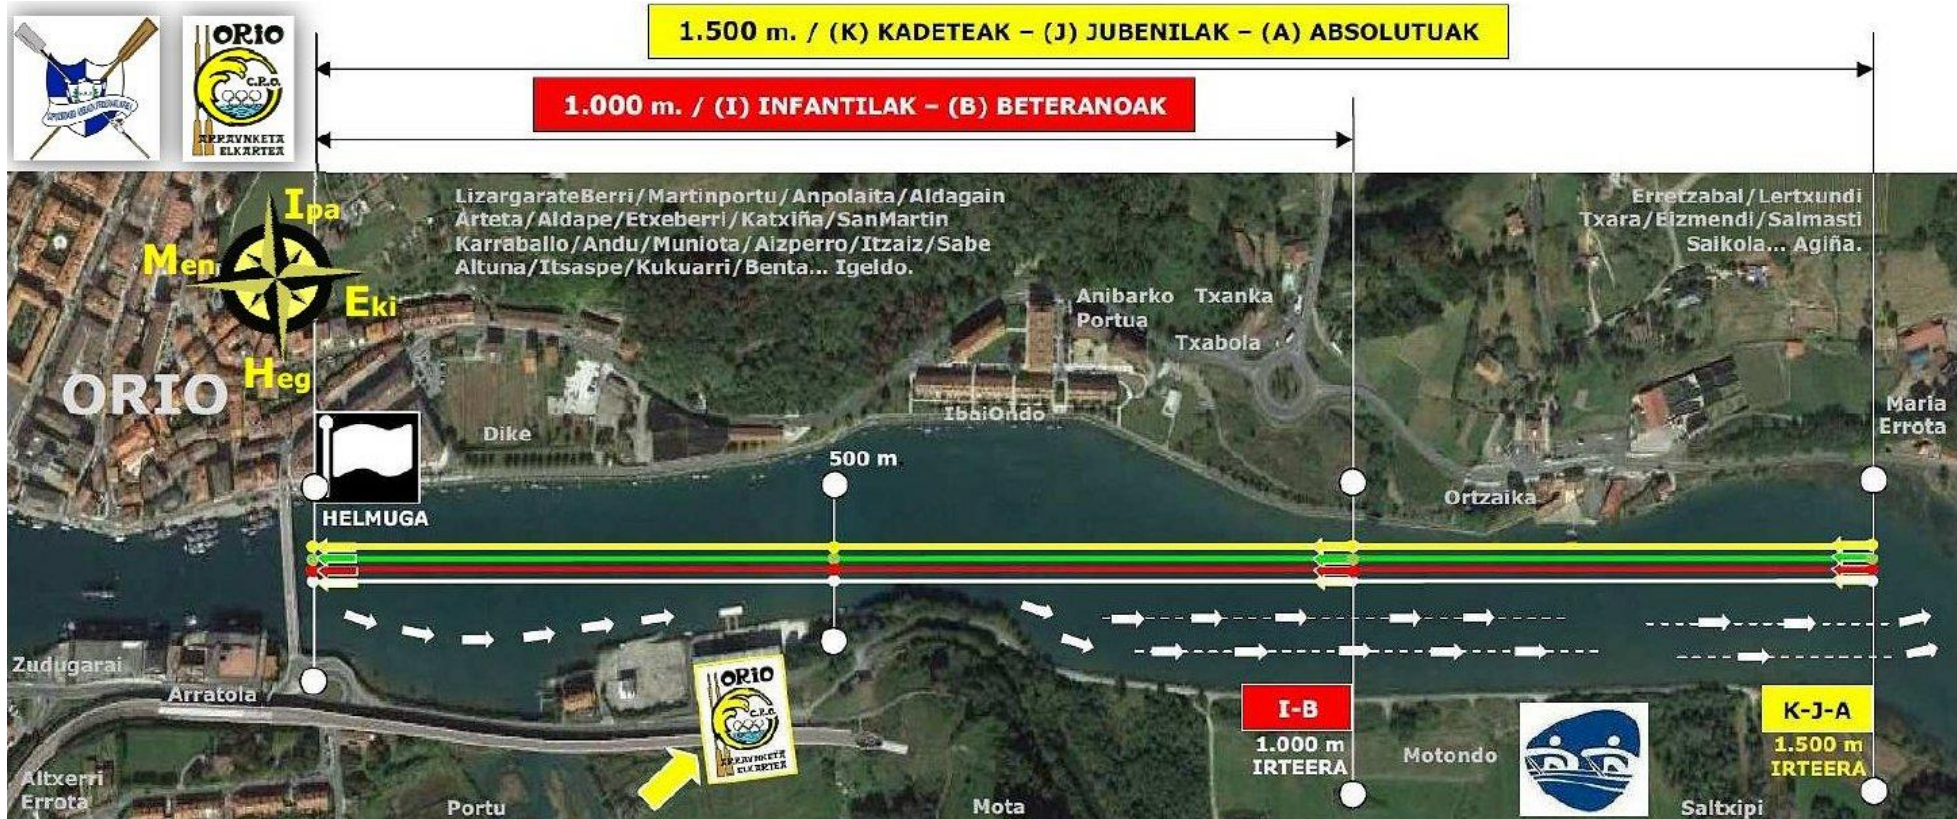 1.500 m. / (K) KADETEAK – (J) JUBENILAK – (A) ABSOLUTUAK
1.000 m. / (I) INFANTILAK – (B) BETERANOAK
ORIO
C.R.O.
ARRAVNKETA
ELKARTEA
Ipa
Men
Eki
Heg
LizargarateBerri/Martinportu/Anpolaita/Aldagain
Arteta/Aldape/Etxeberri/Katxiña/SanMartin
Karraballo/Andu/Muniota/Aizperro/Itzaiz/Sabe
Altuna/Itsaspe/Kukuarri/Benta... Igeldo.
Erretzabal/Lertxundi
Txara/Eizmendi/Salmasti
Saikola... Agiña.
Anibarko
Portua
Txanka
Txabola
ORIO
Dike
IbaiOndo
Maria
Errota
500 m.
Ortzaika
HELMUGA
Zudugarai
Arratola
ORIO
C.R.O.
ARRAVNKETA
ELKARTEA
I-B
1.000 m
IRTEERA
Motondo
K-J-A
1.500 m
IRTEERA
Altxerri
Errota
Portu
Mota
Saltxipi